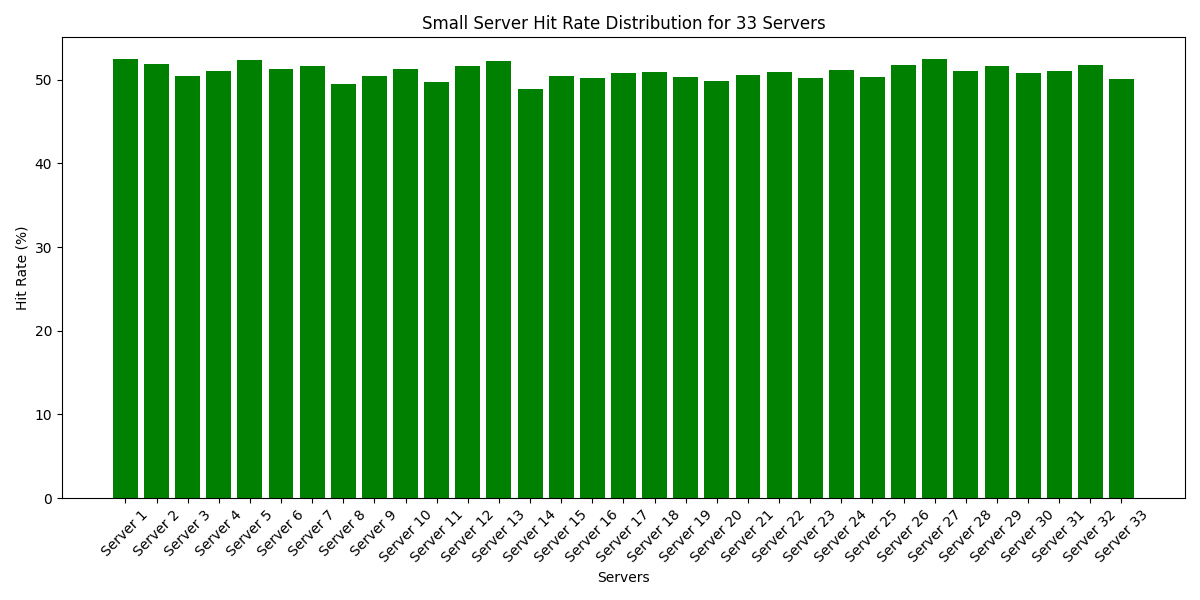 Small Server Hit Rate Distribution for 33 Servers
Hit Rate (%)
50
40
30
20
10
0
Server 1
Server 2
Server 3
Server 4
Server 5
Server 6
Server 7
Server 8
Server 9
Server 10
Server 11
Server 12
Server 13
Server 14
Server 15
Server 16
Server 17
Server 18
Server 19
Server 20
Server 21
Server 22
Server 23
Server 24
Server 25
Server 26
Server 27
Server 28
Server 29
Server 30
Server 31
Server 32
Server 33
Servers